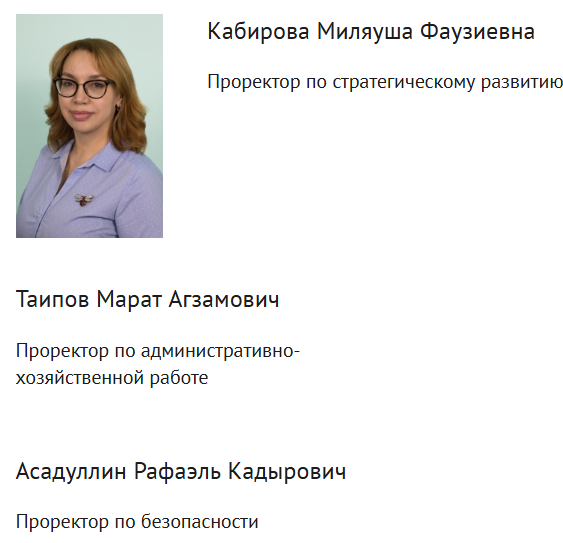 Кабирова Миляуша Фаузиевна
Проректор по стратегическому развитию
Таипов Марат Агзамович
Проректор по административно-
хозяйственной работе
Асадуллин Рафаэль Кадырович
Проректор по безопасности